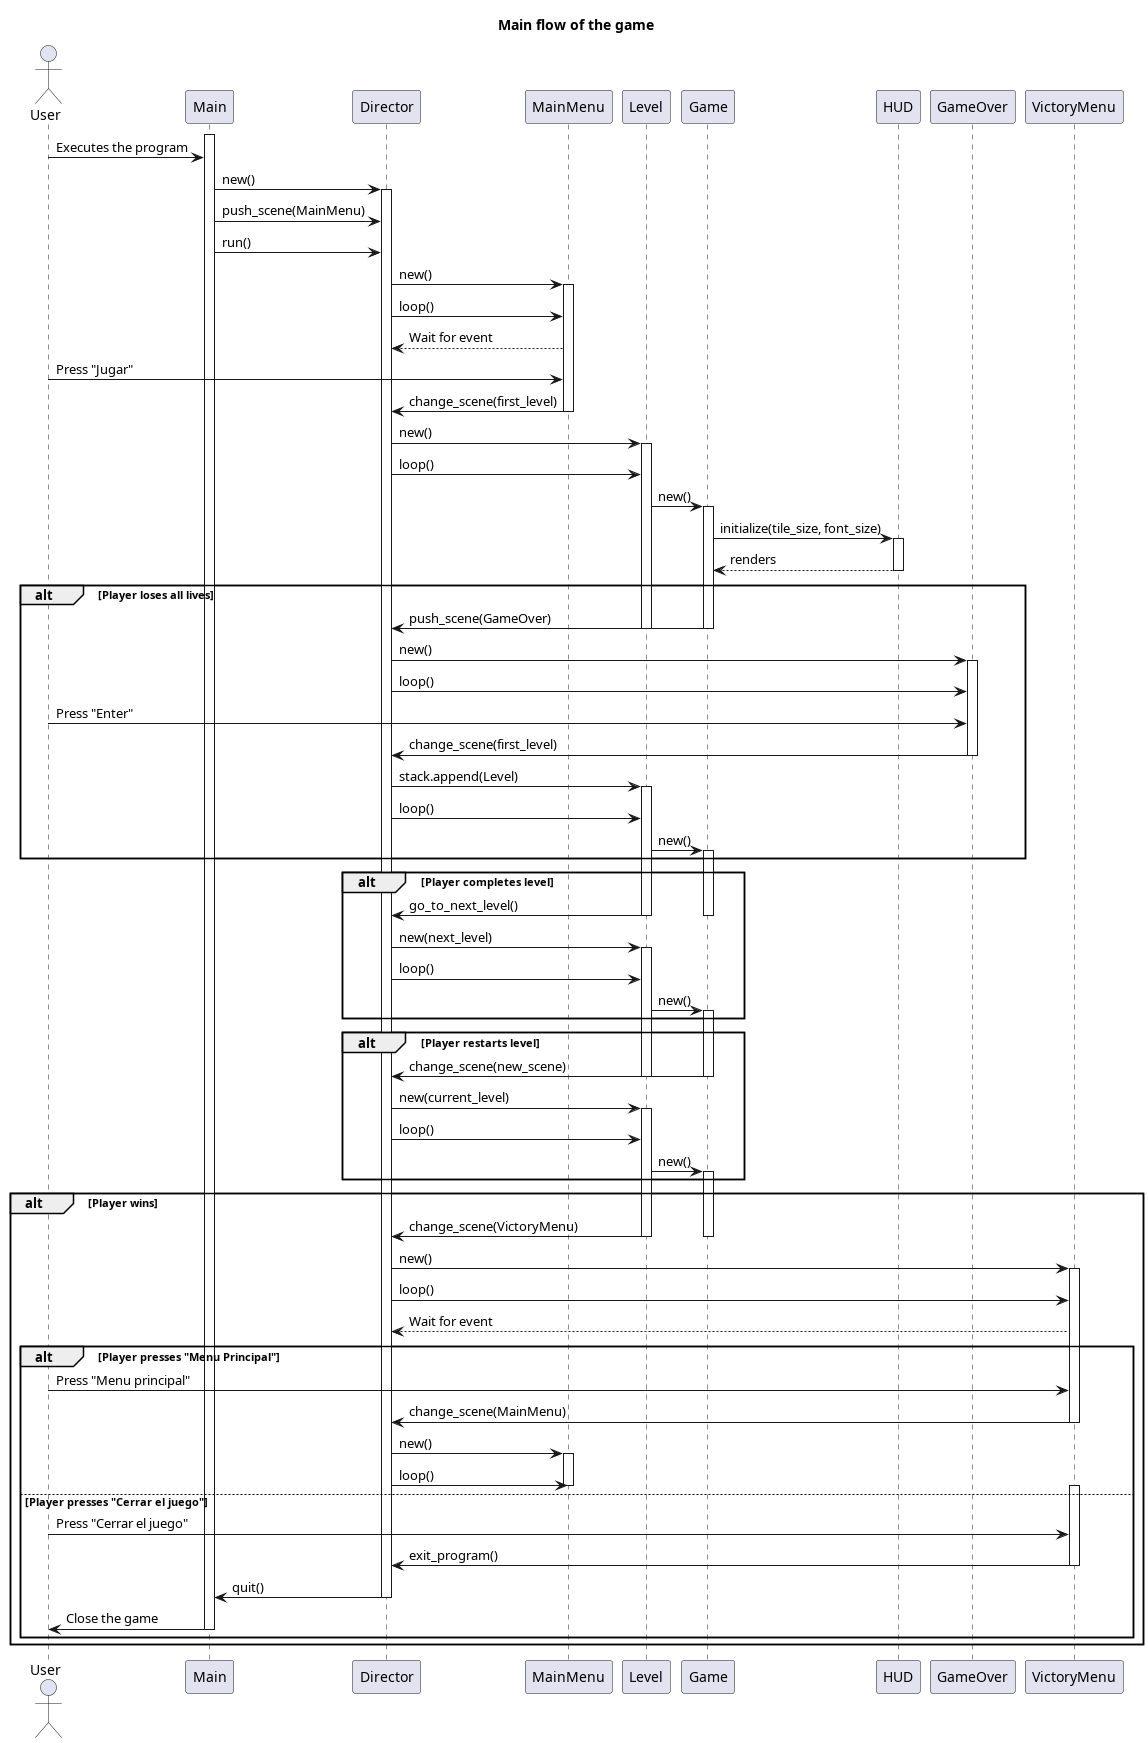 Main flow of the game
User
Main
Director
MainMenu
Level
Game
HUD
GameOver
VictoryMenu
Executes the program
new()
push_scene(MainMenu)
run()
new()
loop()
Wait for event
Press "Jugar"
change_scene(first_level)
new()
loop()
new()
initialize(tile_size, font_size)
renders
alt [Player loses all lives]
push_scene(GameOver)
new()
loop()
Press "Enter"
change_scene(first_level)
stack.append(Level)
loop()
new()
alt [Player completes level]
go_to_next_level()
new(next_level)
loop()
new()
alt [Player restarts level]
change_scene(new_scene)
new(current_level)
loop()
new()
alt [Player wins]
change_scene(VictoryMenu)
new()
loop()
Wait for event
alt [Player presses "Menu Principal"]
Press "Menu principal"
change_scene(MainMenu)
new()
loop()
[Player presses "Cerrar el juego"]
Press "Cerrar el juego"
exit_program()
quit()
Close the game
User
Main
Director
MainMenu
Level
Game
HUD
GameOver
VictoryMenu